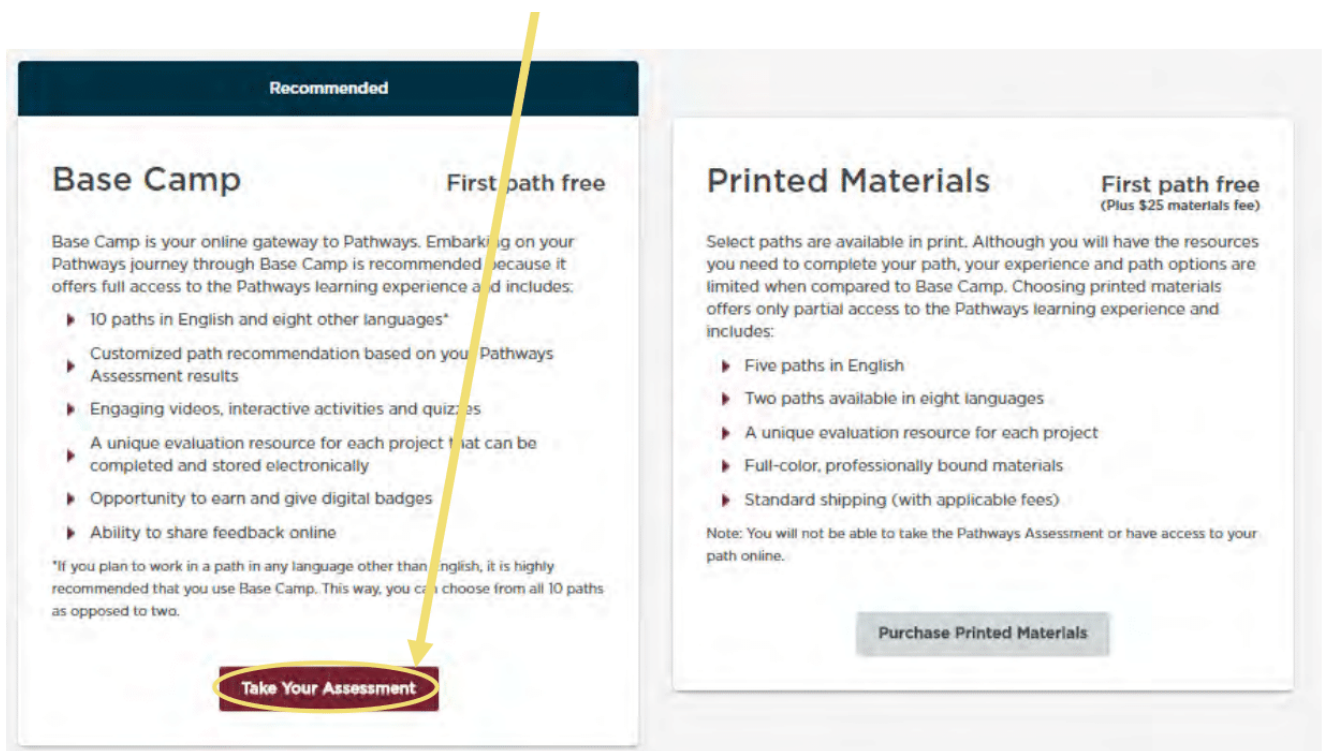 Recommended
Base Camp
First path free
Base Camp is your online gateway to Pathways. Embarking on your
Pathways journey through Base Camp is recommended because it
offers full access to the Pathways learning experience and includes:
10 paths in English and eight other languages*
Customized path recommendation based on your Pathways
Assessment results
Engaging videos, interactive activities and quizzes
A unique evaluation resource for each project that can be
completed and stored electronically
Opportunity to earn and give digital badges
Ability to share feedback online
*If you plan to work in a path in any language other than English, it is highly
recommended that you use Base Camp. This way, you can choose from all 10 paths
as opposed to two.
Take Your Assessment
Printed Materials
First path free
(Plus $25 materials fee)
Select paths are available in print. Although you will have the resources
you need to complete your path, your experience and path options are
limited when compared to Base Camp. Choosing printed materials
offers only partial access to the Pathways learning experience and
includes:
Five paths in English
Two paths available in eight languages
A unique evaluation resource for each project
Full-color, professionally bound materials
Standard shipping (with applicable fees)
Note: You will not be able to take the Pathways Assessment or have access to your
path online.
Purchase Printed Materials